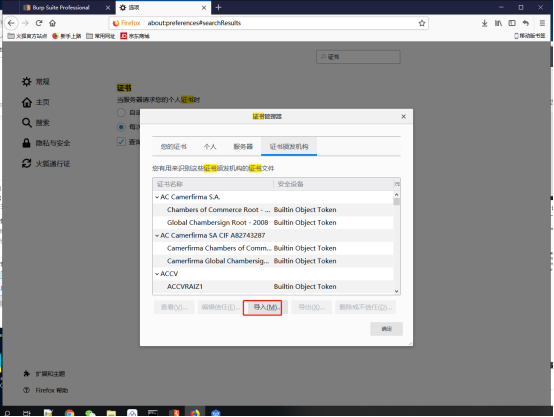 Burp Suite Professional
选项
Firefox
about:preferences#searchResults
火狐官方站点 新手上路 常用网址 京东商城
移动版书签
证书
常规
主页
搜索
隐私与安全
火狐通行证
证书
当服务器请求您的个人证书时
证书管理器
您的证书 个人 服务器 证书颁发机构
您有用来识别这些证书颁发机构的证书文件
证书名称 安全设备
AC Camerfirma S.A.
Chambers of Commerce Root - ... Builtin Object Token
Global Chambersign Root - 2008 Builtin Object Token
AC Camerfirma SA CIF A82743287
Camerfirma Chambers of Comm... Builtin Object Token
Camerfirma Global Chambersig... Builtin Object Token
ACCV
ACCVRAIZ1 Builtin Object Token
查看(V)... 编辑信任(E)... 导入(M)... 导出(X)... 删除或不信任(D)...
确定
扩展和主题
Firefox 帮助